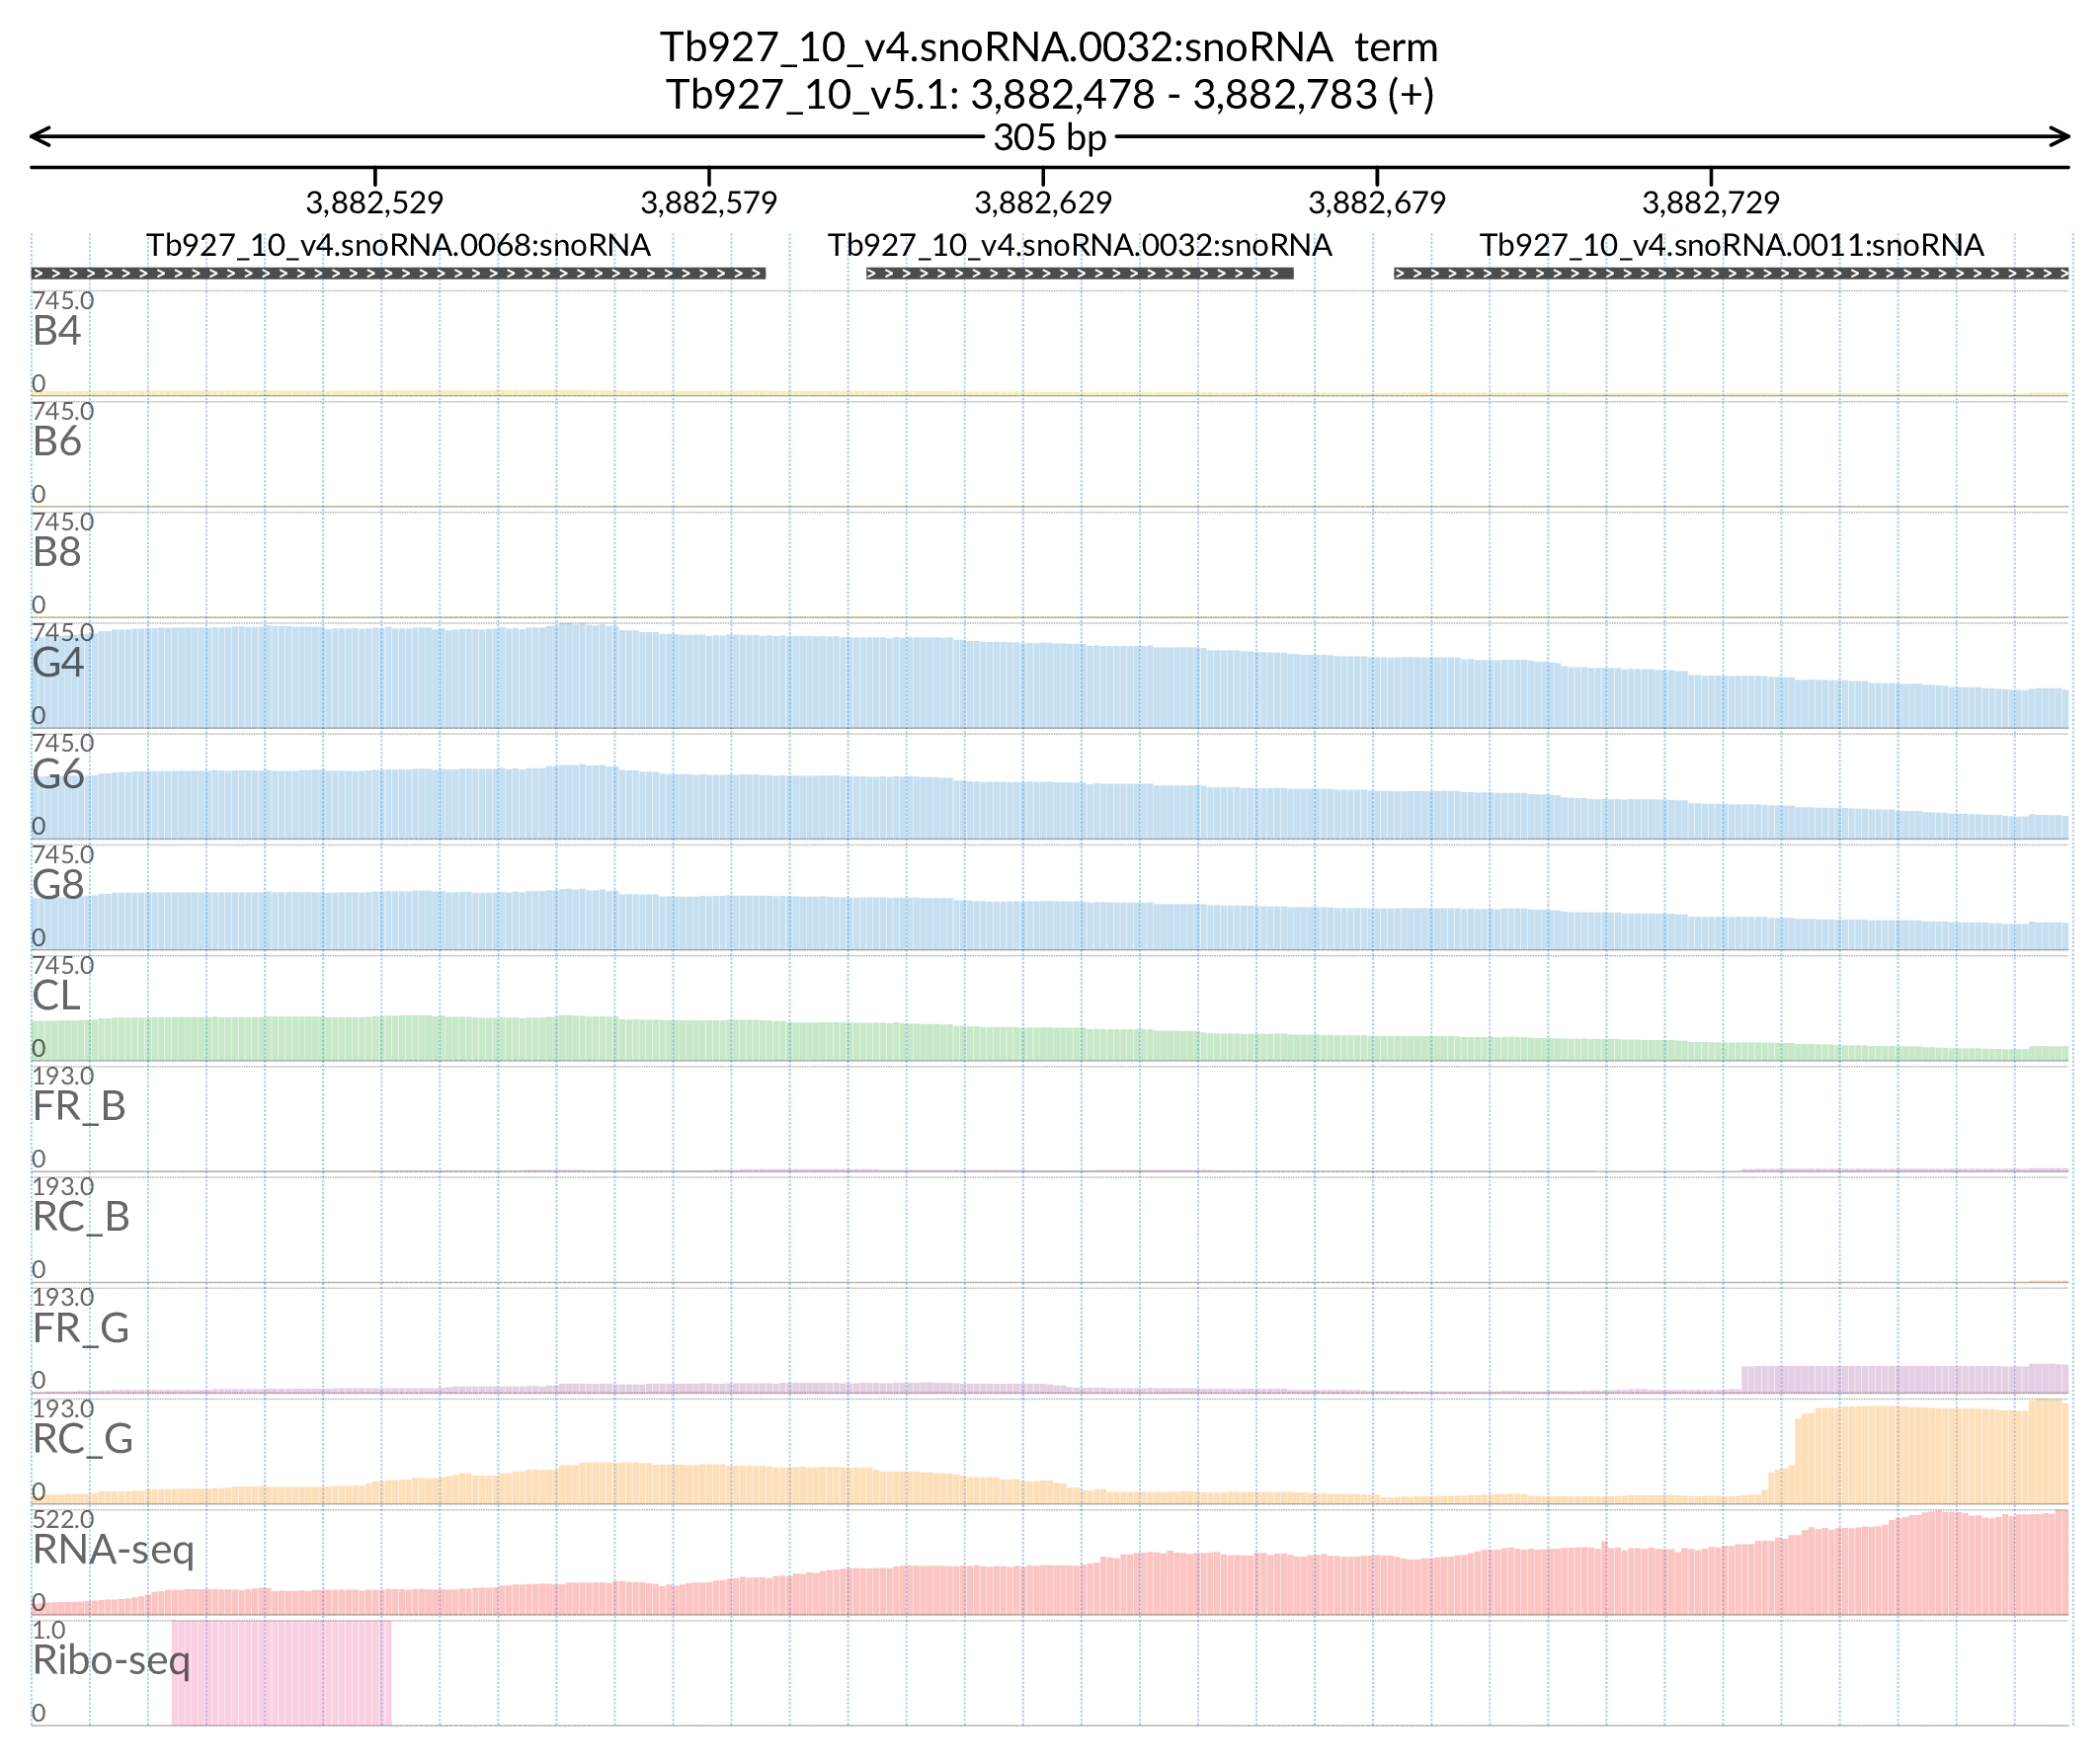 Tb927_10_v4.snoRNA.0032:snoRNA term
Tb927_10_v5.1: 3,882,478 - 3,882,783 (+)
305 bp
3,882,529 3,882,579 3,882,629 3,882,679 3,882,729
Tb927_10_v4.snoRNA.0068:snoRNA Tb927_10_v4.snoRNA.0032:snoRNA Tb927_10_v4.snoRNA.0011:snoRNA
745.0
B4
0
745.0
B6
0
745.0
B8
0
745.0
G4
0
745.0
G6
0
745.0
G8
0
745.0
CL
0
193.0
FR_B
0
193.0
RC_B
0
193.0
FR_G
0
193.0
RC_G
0
522.0
RNA-seq
0
1.0
Ribo-seq
0